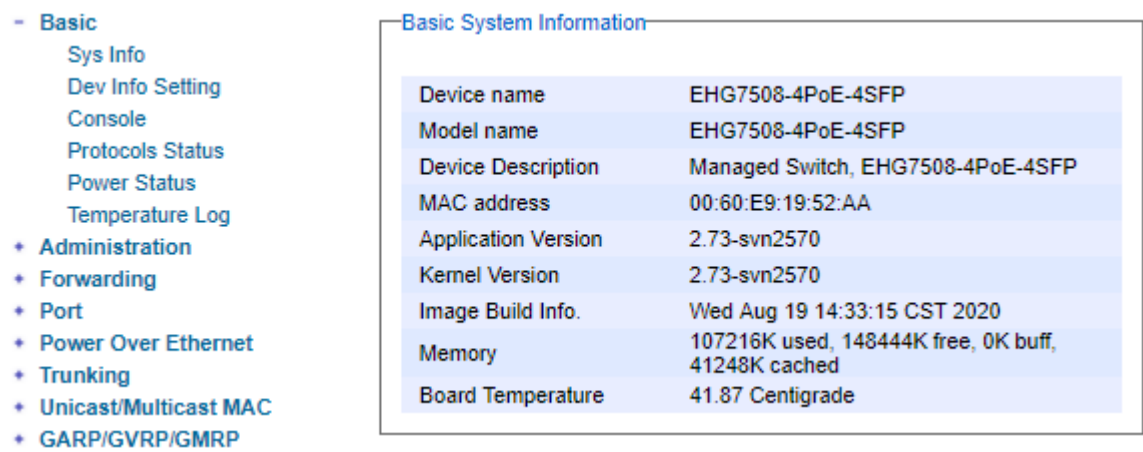 Basic
Sys Info
Dev Info Setting
Console
Protocols Status
Power Status
Temperature Log
Administration
Forwarding
Port
Power Over Ethernet
Trunking
Unicast/Multicast MAC
GARP/GVRP/GMRP
Basic System Information
Device name EHG7508-4PoE-4SFP
Model name EHG7508-4PoE-4SFP
Device Description Managed Switch, EHG7508-4PoE-4SFP
MAC address 00:60:E9:19:52:AA
Application Version 2.73-svn2570
Kernel Version 2.73-svn2570
Image Build Info. Wed Aug 19 14:33:15 CST 2020
Memory 107216K used, 148444K free, 0K buff,
41248K cached
Board Temperature 41.87 Centigrade